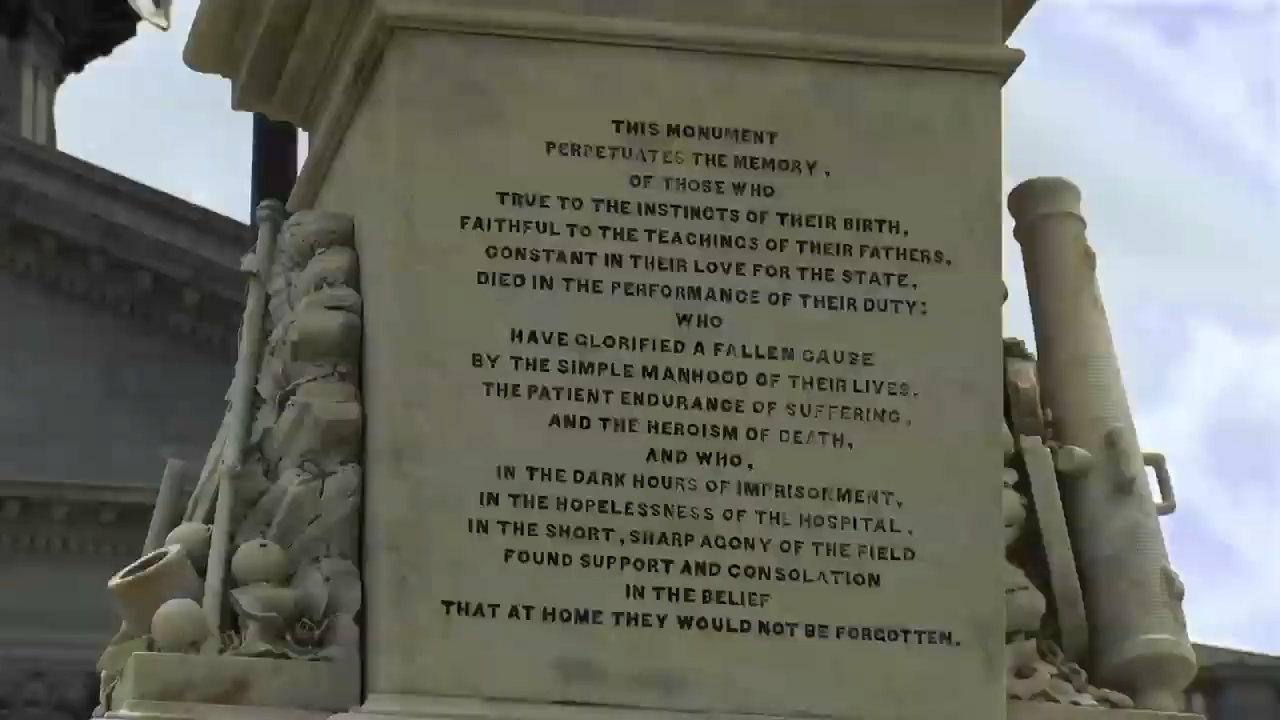 THIS MONUMENT
PERPETUATES THE MEMORY,
OF THOSE WHO
TRUE TO THE INSTINCTS OF THEIR BIRTH,
FAITHFUL TO THE TEACHINGS OF THEIR FATHERS,
CONSTANT IN THEIR LOVE FOR THE STATE,
DIED IN THE PERFORMANCE OF THEIR DUTY:
WHO
HAVE GLORIFIED A FALLEN CAUSE
BY THE SIMPLE MANHOOD OF THEIR LIVES,
THE PATIENT ENDURANCE OF SUFFERING,
AND THE HEROISM OF DEATH,
AND WHO,
IN THE DARK HOURS OF IMPRISONMENT,
IN THE HOPELESSNESS OF THE HOSPITAL,
IN THE SHORT, SHARP AGONY OF THE FIELD
FOUND SUPPORT AND CONSOLATION
IN THE BELIEF
THAT AT HOME THEY WOULD NOT BE FORGOTTEN.